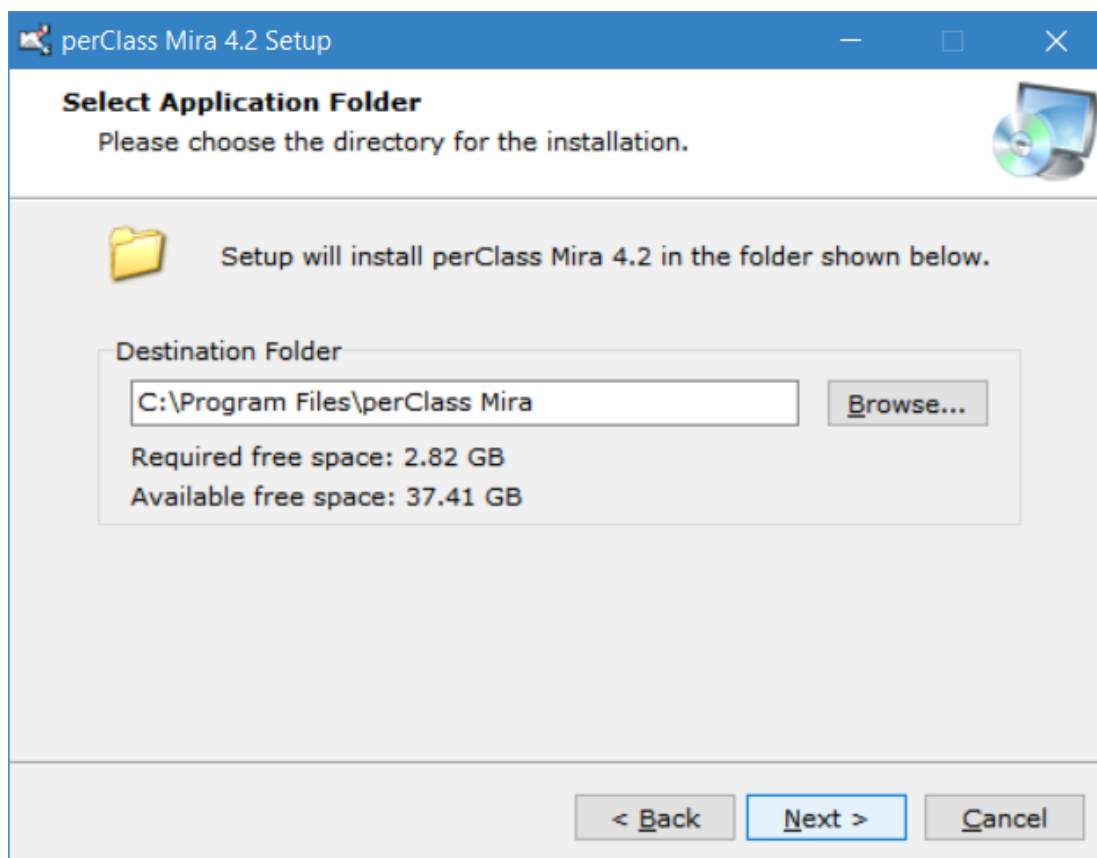 perClass Mira 4.2 Setup
Select Application Folder
Please choose the directory for the installation.
Setup will install perClass Mira 4.2 in the folder shown below.
Destination Folder
C:\Program Files\perClass Mira
Browse...
Required free space: 2.82 GB
Available free space: 37.41 GB
< Back
Next >
Cancel